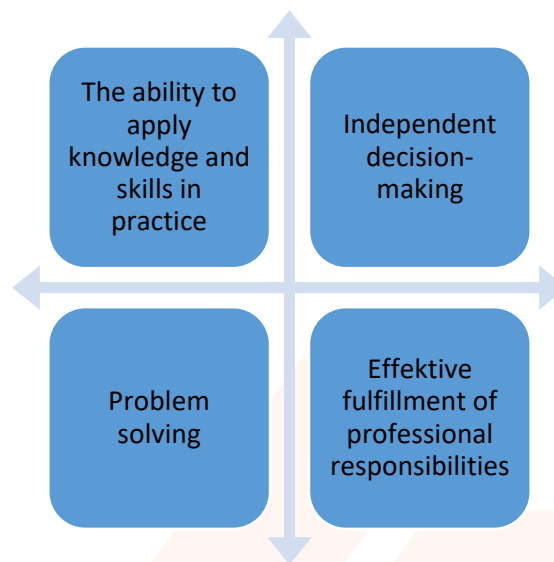 The ability to
apply
knowledge and
skills in
practice
Independent
decision-
making
Problem
solving
Effektive
fulfillment of
professional
responsibilities